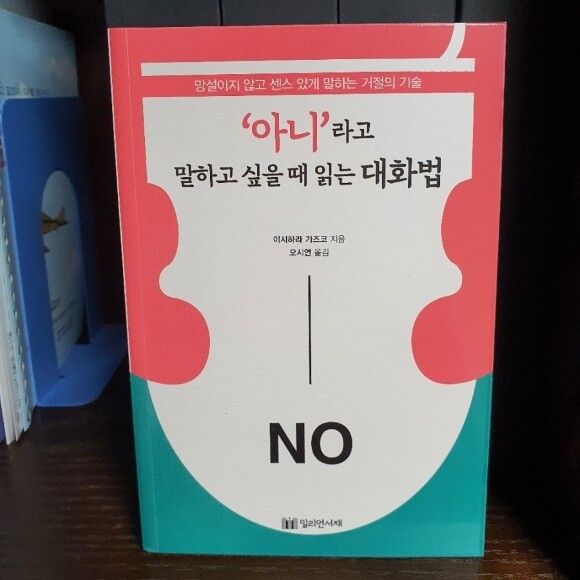 망설이지 않고 센스 있게 말하는 거절의 기술
‘아니’라고
말하고 싶을 때 읽는 대화법
이시하라 가즈코 지음
오시연 옮김
NO
밀리언서재